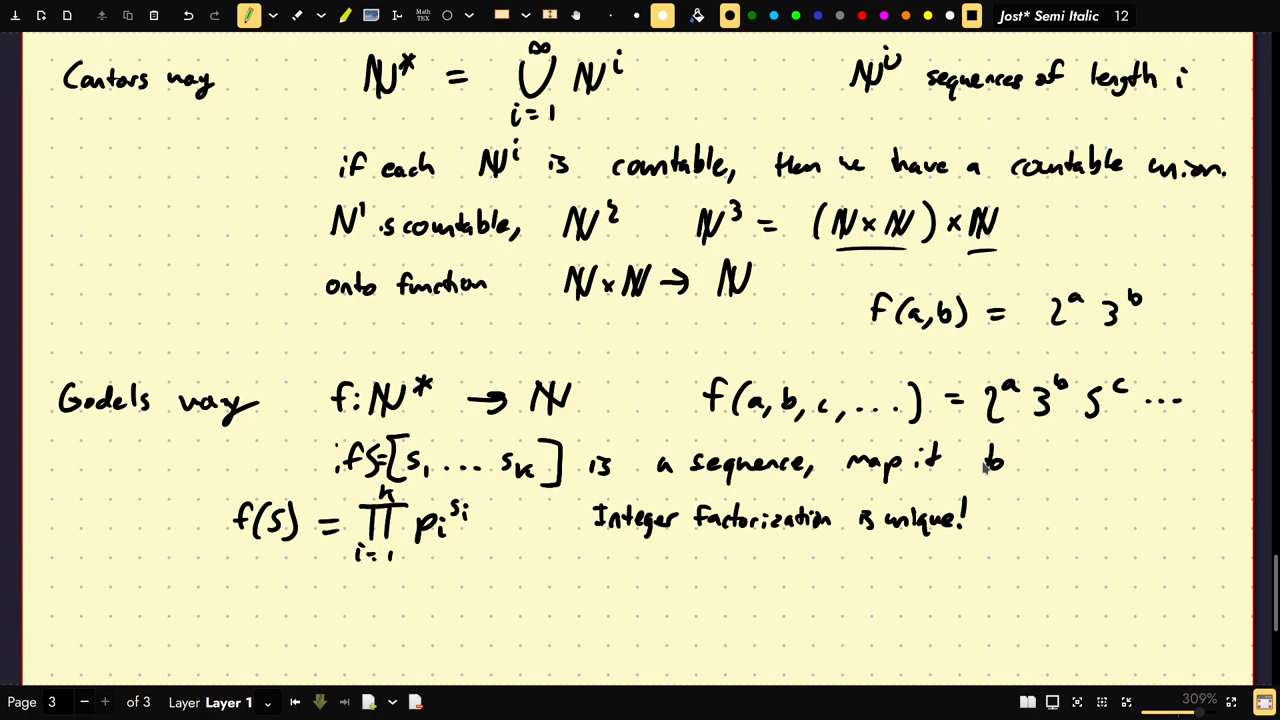 Jost* Semi Italic 12
Cantors way ℕ* = ∞ ⋃ i=1 ℕ^i ℕ^i sequences of length i
if each ℕ^i is countable, then we have a countable union.
ℕ^1 is countable, ℕ^2 ℕ^3 = (ℕ × ℕ) × ℕ
onto function ℕ×ℕ → ℕ
f(a,b) = 2^a 3^b
Godels way f: ℕ* → ℕ f(a, b, c, ...) = 2^a 3^b 5^c ...
if S=[s_1 ... s_k] is a sequence, map it to
f(S) = k ∏ i=1 p_i^{s_i} Integer factorization is unique!
Page 3 of 3 Layer Layer 1 309%